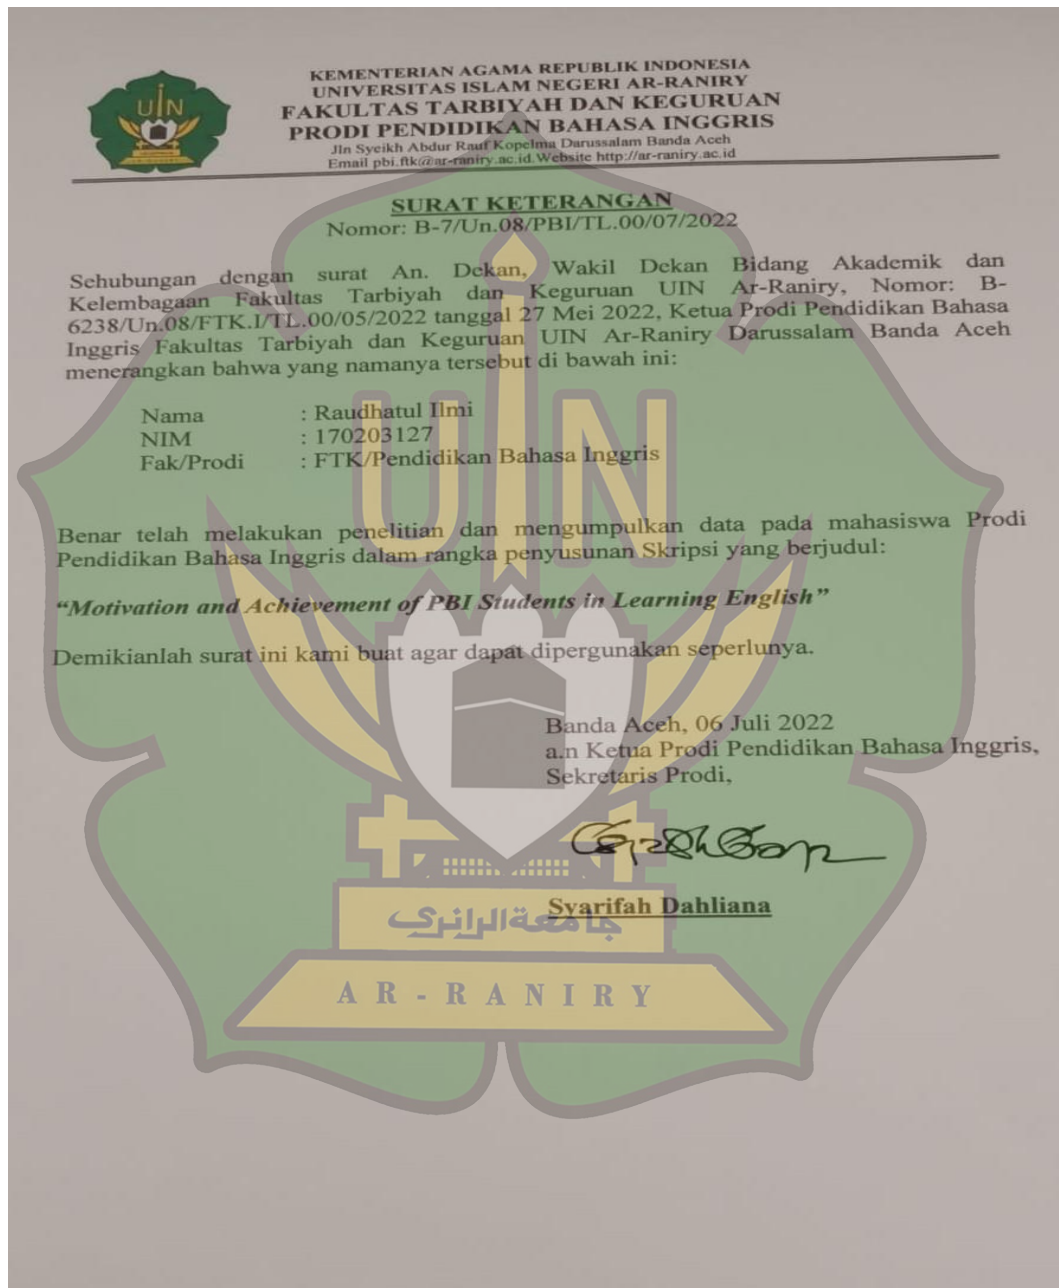 UIN
KEMENTERIAN AGAMA REPUBLIK INDONESIA
UNIVERSITAS ISLAM NEGERI AR-RANIRY
FAKULTAS TARBIYAH DAN KEGURUAN
PRODI PENDIDIKAN BAHASA INGGRIS
Jln Syeikh Abdur Rauf Kopelma Darussalam Banda Aceh
Email pbi.ftk@ar-raniry.ac.id.Website http://ar-raniry.ac.id
SURAT KETERANGAN
Nomor: B-7/Un.08/PBI/TL.00/07/2022
Sehubungan dengan surat An. Dekan, Wakil Dekan Bidang Akademik dan
Kelembagaan Fakultas Tarbiyah dan Keguruan UIN Ar-Raniry, Nomor: B-
6238/Un.08/FTK.I/TL.00/05/2022 tanggal 27 Mei 2022, Ketua Prodi Pendidikan Bahasa
Inggris Fakultas Tarbiyah dan Keguruan UIN Ar-Raniry Darussalam Banda Aceh
menerangkan bahwa yang namanya tersebut di bawah ini:
Nama : Raudhatul Ilmi
NIM : 170203127
Fak/Prodi : FTK/Pendidikan Bahasa Inggris
UIN
Benar telah melakukan penelitian dan mengumpulkan data pada mahasiswa Prodi
Pendidikan Bahasa Inggris dalam rangka penyusunan Skripsi yang berjudul:
“Motivation and Achievement of PBI Students in Learning English”
Demikianlah surat ini kami buat agar dapat dipergunakan seperlunya.
Banda Aceh, 06 Juli 2022
a.n Ketua Prodi Pendidikan Bahasa Inggris,
Sekretaris Prodi,
Syarifah Dahliana
جامعة الرانري
AR-RANIRY